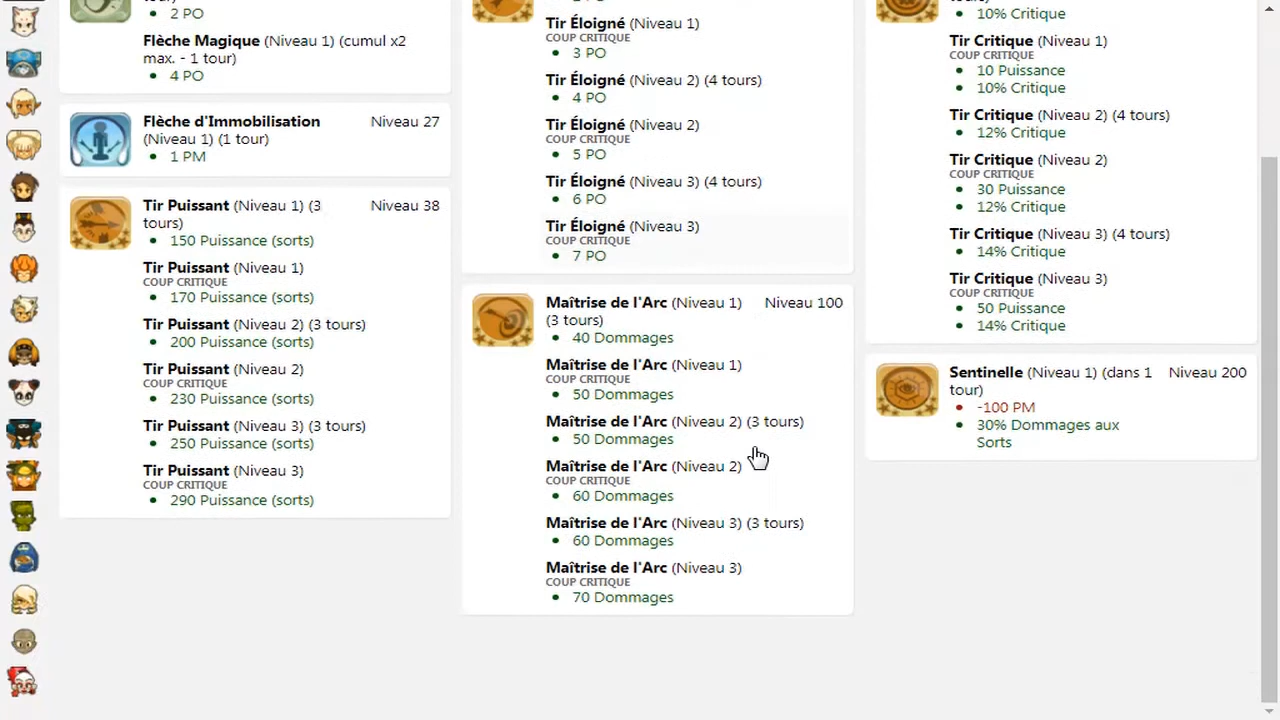 tour)
2 PO
Flèche Magique (Niveau 1) (cumul x2
max. - 1 tour)
4 PO
Flèche d'Immobilisation
Niveau 27
(Niveau 1) (1 tour)
1 PM
Tir Puissant (Niveau 1) (3
Niveau 38
tours)
150 Puissance (sorts)
Tir Puissant (Niveau 1)
COUP CRITIQUE
170 Puissance (sorts)
Tir Puissant (Niveau 2) (3 tours)
200 Puissance (sorts)
Tir Puissant (Niveau 2)
COUP CRITIQUE
230 Puissance (sorts)
Tir Puissant (Niveau 3) (3 tours)
250 Puissance (sorts)
Tir Puissant (Niveau 3)
COUP CRITIQUE
290 Puissance (sorts)
Tir Éloigné (Niveau 1)
COUP CRITIQUE
3 PO
Tir Éloigné (Niveau 2) (4 tours)
4 PO
Tir Éloigné (Niveau 2)
COUP CRITIQUE
5 PO
Tir Éloigné (Niveau 3) (4 tours)
6 PO
Tir Éloigné (Niveau 3)
COUP CRITIQUE
7 PO
Maîtrise de l'Arc (Niveau 1)
Niveau 100
(3 tours)
40 Dommages
Maîtrise de l'Arc (Niveau 1)
COUP CRITIQUE
50 Dommages
Maîtrise de l'Arc (Niveau 2) (3 tours)
50 Dommages
Maîtrise de l'Arc (Niveau 2)
COUP CRITIQUE
60 Dommages
Maîtrise de l'Arc (Niveau 3) (3 tours)
60 Dommages
Maîtrise de l'Arc (Niveau 3)
COUP CRITIQUE
70 Dommages
10% Critique
Tir Critique (Niveau 1)
COUP CRITIQUE
10 Puissance
10% Critique
Tir Critique (Niveau 2) (4 tours)
12% Critique
Tir Critique (Niveau 2)
COUP CRITIQUE
30 Puissance
12% Critique
Tir Critique (Niveau 3) (4 tours)
14% Critique
Tir Critique (Niveau 3)
COUP CRITIQUE
50 Puissance
14% Critique
Sentinelle (Niveau 1) (dans 1
Niveau 200
tour)
-100 PM
30% Dommages aux
Sorts